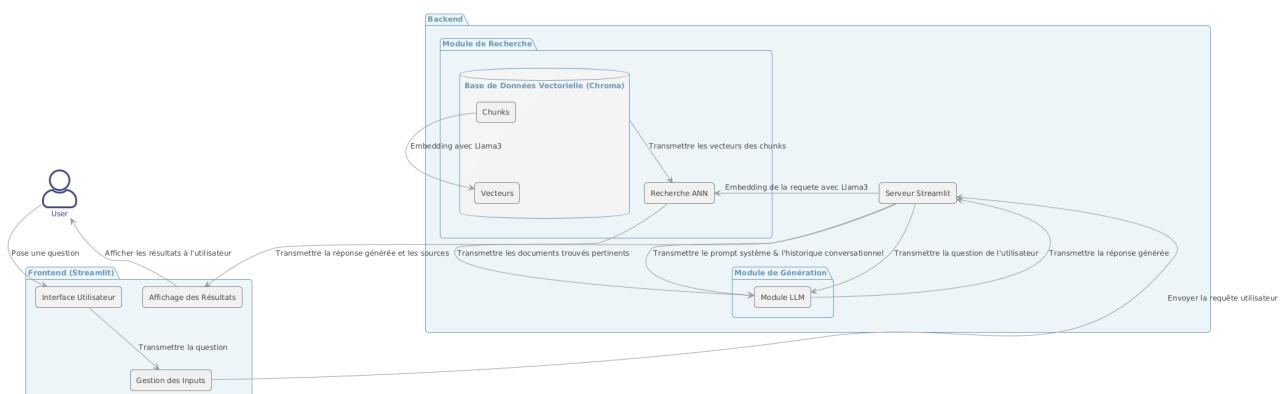 Backend
Module de Recherche
Base de Données Vectorielle (Chroma)
Chunks
Embedding avec Llama3
Transmettre les vecteurs des chunks
Vecteurs
Recherche ANN
Embedding de la requete avec Llama3
Serveur Streamlit
User
Pose une question
Afficher les résultats à l'utilisateur
Transmettre la réponse générée et les sources
Transmettre les documents trouvés pertinents
Transmettre le prompt système & l'historique conversationnel
Transmettre la question de l'utilisateur
Transmettre la réponse générée
Frontend (Streamlit)
Module de Génération
Interface Utilisateur
Affichage des Résultats
Module LLM
Envoyer la requête utilisateur
Transmettre la question
Gestion des Inputs